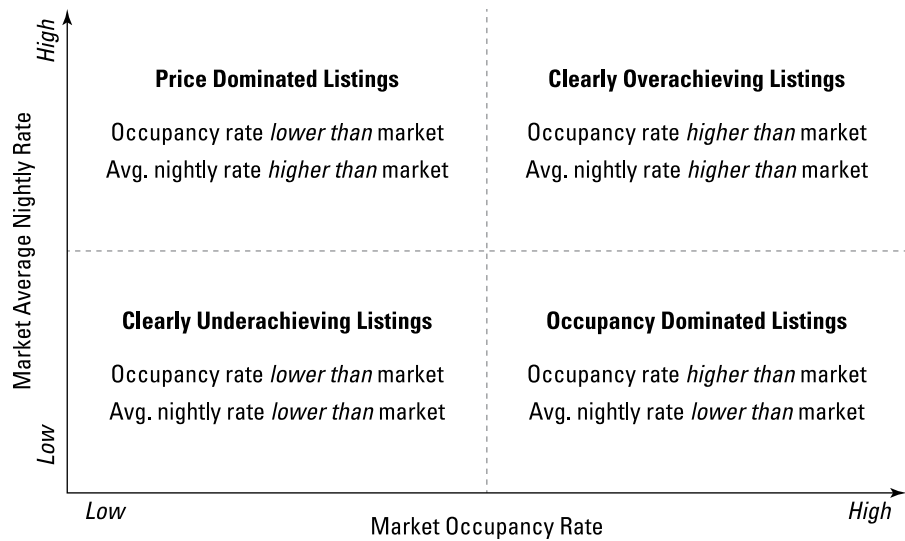 High
Price Dominated Listings
Occupancy rate lower than market
Avg. nightly rate higher than market
Clearly Overachieving Listings
Occupancy rate higher than market
Avg. nightly rate higher than market
Market Average Nightly Rate
Clearly Underachieving Listings
Occupancy rate lower than market
Avg. nightly rate lower than market
Occupancy Dominated Listings
Occupancy rate higher than market
Avg. nightly rate lower than market
Low
Low
Market Occupancy Rate
High